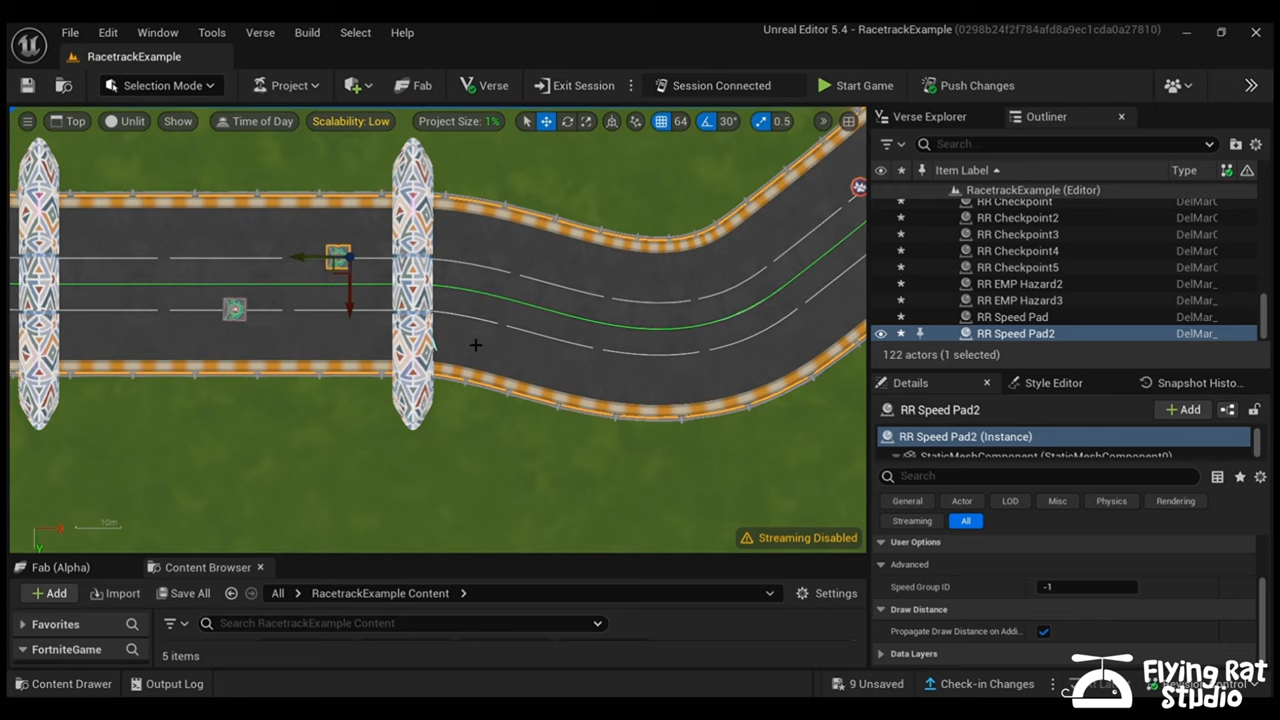 File Edit Window Tools Verse Build Select Help
Unreal Editor 5.4 - RacetrackExample (0298b24f2f784afd8a9ec1cda0a27810)
RacetrackExample
Selection Mode Project Fab Verse Exit Session Session Connected Start Game Push Changes
Top Unlit Show Time of Day Scalability: Low Project Size: 1% 64 30° 0.5
Verse Explorer Outliner
Search...
Item Label Type
RacetrackExample (Editor)
RR Checkpoint DelMarC
RR Checkpoint2 DelMarC
RR Checkpoint3 DelMarC
RR Checkpoint4 DelMarC
RR Checkpoint5 DelMarC
RR EMP Hazard2 DelMar_
RR EMP Hazard3 DelMar_
RR Speed Pad DelMar_
RR Speed Pad2 DelMar_
122 actors (1 selected)
Details Style Editor Snapshot Histo...
RR Speed Pad2 Add
RR Speed Pad2 (Instance)
StaticMeshComponent (StaticMeshComponent0)
Search
General Actor LOD Misc Physics Rendering
Streaming All
User Options
Advanced
Speed Group ID -1
Draw Distance
Propagate Draw Distance on Addi...
Data Layers
X
Y
10m
Streaming Disabled
Fab (Alpha) Content Browser
Add Import Save All All RacetrackExample Content Settings
Favorites Search RacetrackExample Content
FortniteGame
5 items
Content Drawer Output Log 9 Unsaved Check-in Changes
Flying Rat
Studio